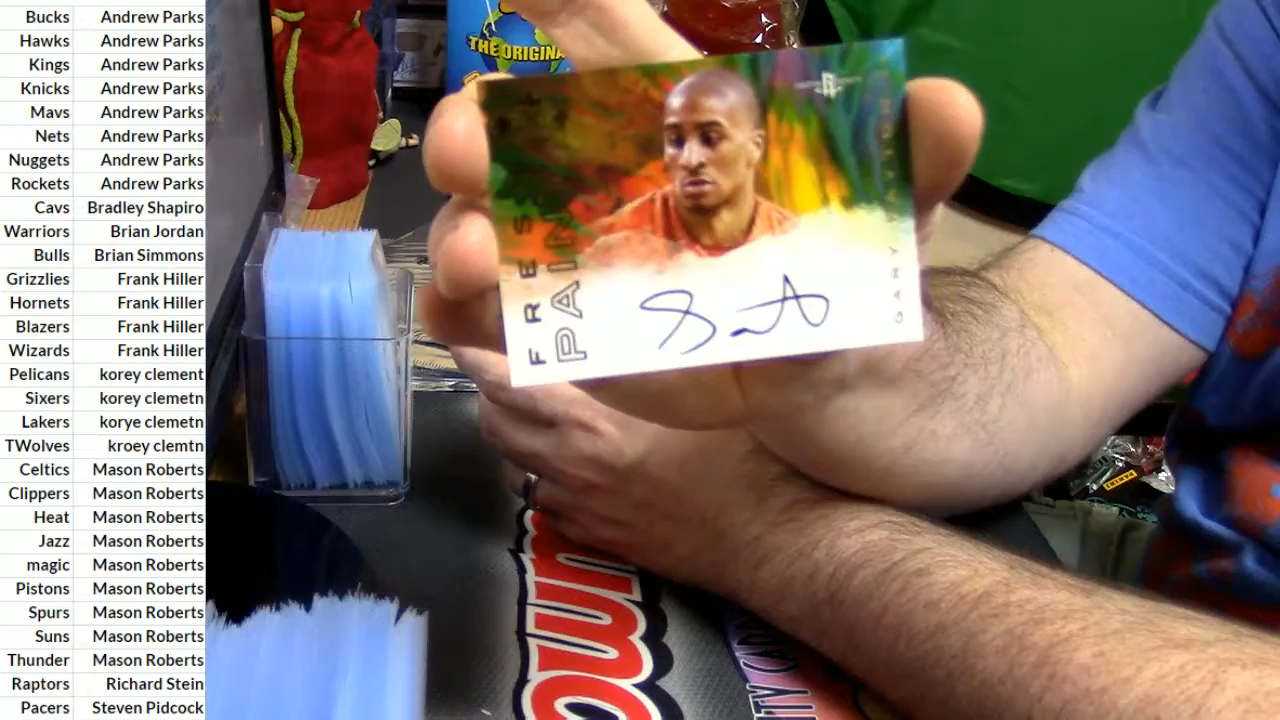 Bucks Andrew Parks
Hawks Andrew Parks
Kings Andrew Parks
Knicks Andrew Parks
Mavs Andrew Parks
Nets Andrew Parks
Nuggets Andrew Parks
Rockets Andrew Parks
Cavs Bradley Shapiro
Warriors Brian Jordan
Bulls Brian Simmons
Grizzlies Frank Hiller
Hornets Frank Hiller
Blazers Frank Hiller
Wizards Frank Hiller
Pelicans korey clement
Sixers korey clemetn
Lakers korye clemetn
TWolves kroey clemtn
Celtics Mason Roberts
Clippers Mason Roberts
Heat Mason Roberts
Jazz Mason Roberts
magic Mason Roberts
Pistons Mason Roberts
Spurs Mason Roberts
Suns Mason Roberts
Thunder Mason Roberts
Raptors Richard Stein
Pacers Steven Pidcock
THE ORIGINA
FRESH
PAINT
GARY
PANINI